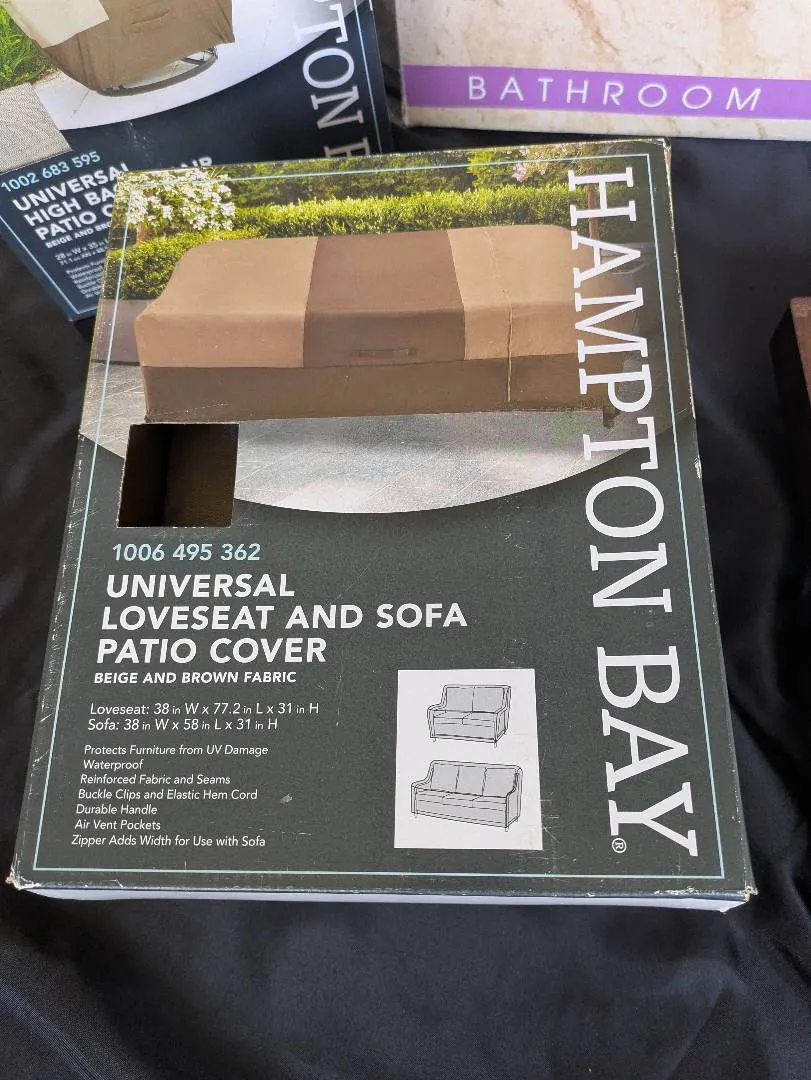 BATHROOM
1002 683 595
UNIVERSAL
HIGH BA
PATIO C
BEIGE AND BR
HAMPTON BAY®
1006 495 362
UNIVERSAL
LOVESEAT AND SOFA
PATIO COVER
BEIGE AND BROWN FABRIC
Loveseat: 38 in W x 77.2 in L x 31 in H
Sofa: 38 in W x 58 in L x 31 in H
Protects Furniture from UV Damage
Waterproof
Reinforced Fabric and Seams
Buckle Clips and Elastic Hem Cord
Durable Handle
Air Vent Pockets
Zipper Adds Width for Use with Sofa